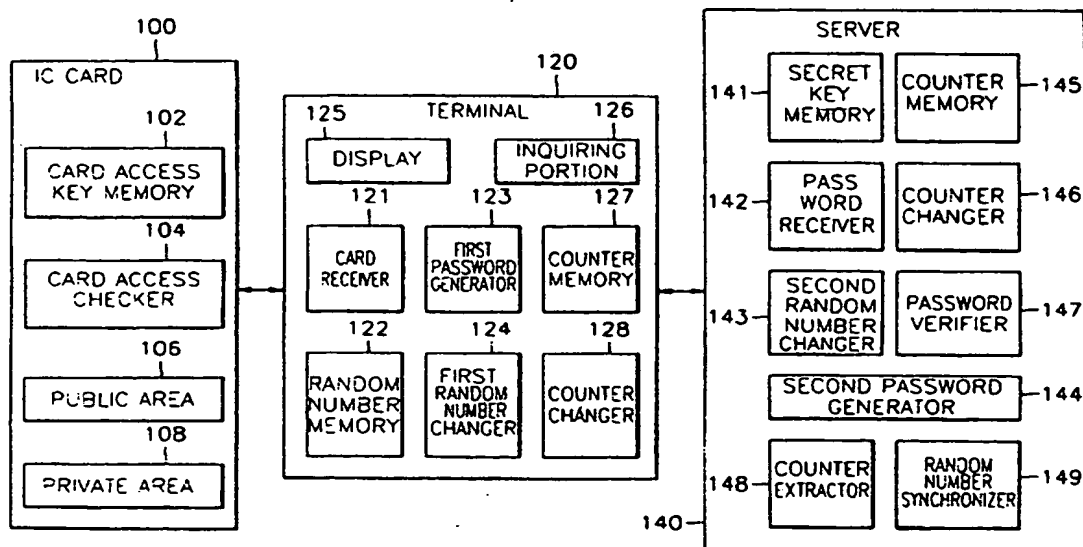 100
IC CARD
102
CARD ACCESS
KEY MEMORY
104
CARD ACCESS
CHECKER
106
PUBLIC AREA
108
PRIVATE AREA
120
TERMINAL
125
DISPLAY
126
INQUIRING
PORTION
121
CARD
RECEIVER
123
FIRST
PASSWORD
GENERATOR
127
COUNTER
MEMORY
122
RANDOM
NUMBER
MEMORY
124
FIRST
RANDOM
NUMBER
CHANGER
128
COUNTER
CHANGER
SERVER
141
SECRET
KEY
MEMORY
COUNTER
MEMORY
145
142
PASS
WORD
RECEIVER
COUNTER
CHANGER
146
143
SECOND
RANDOM
NUMBER
CHANGER
PASSWORD
VERIFIER
147
SECOND PASSWORD
GENERATOR
144
148
COUNTER
EXTRACTOR
RANDOM
NUMBER
SYNCHRONIZER
149
140